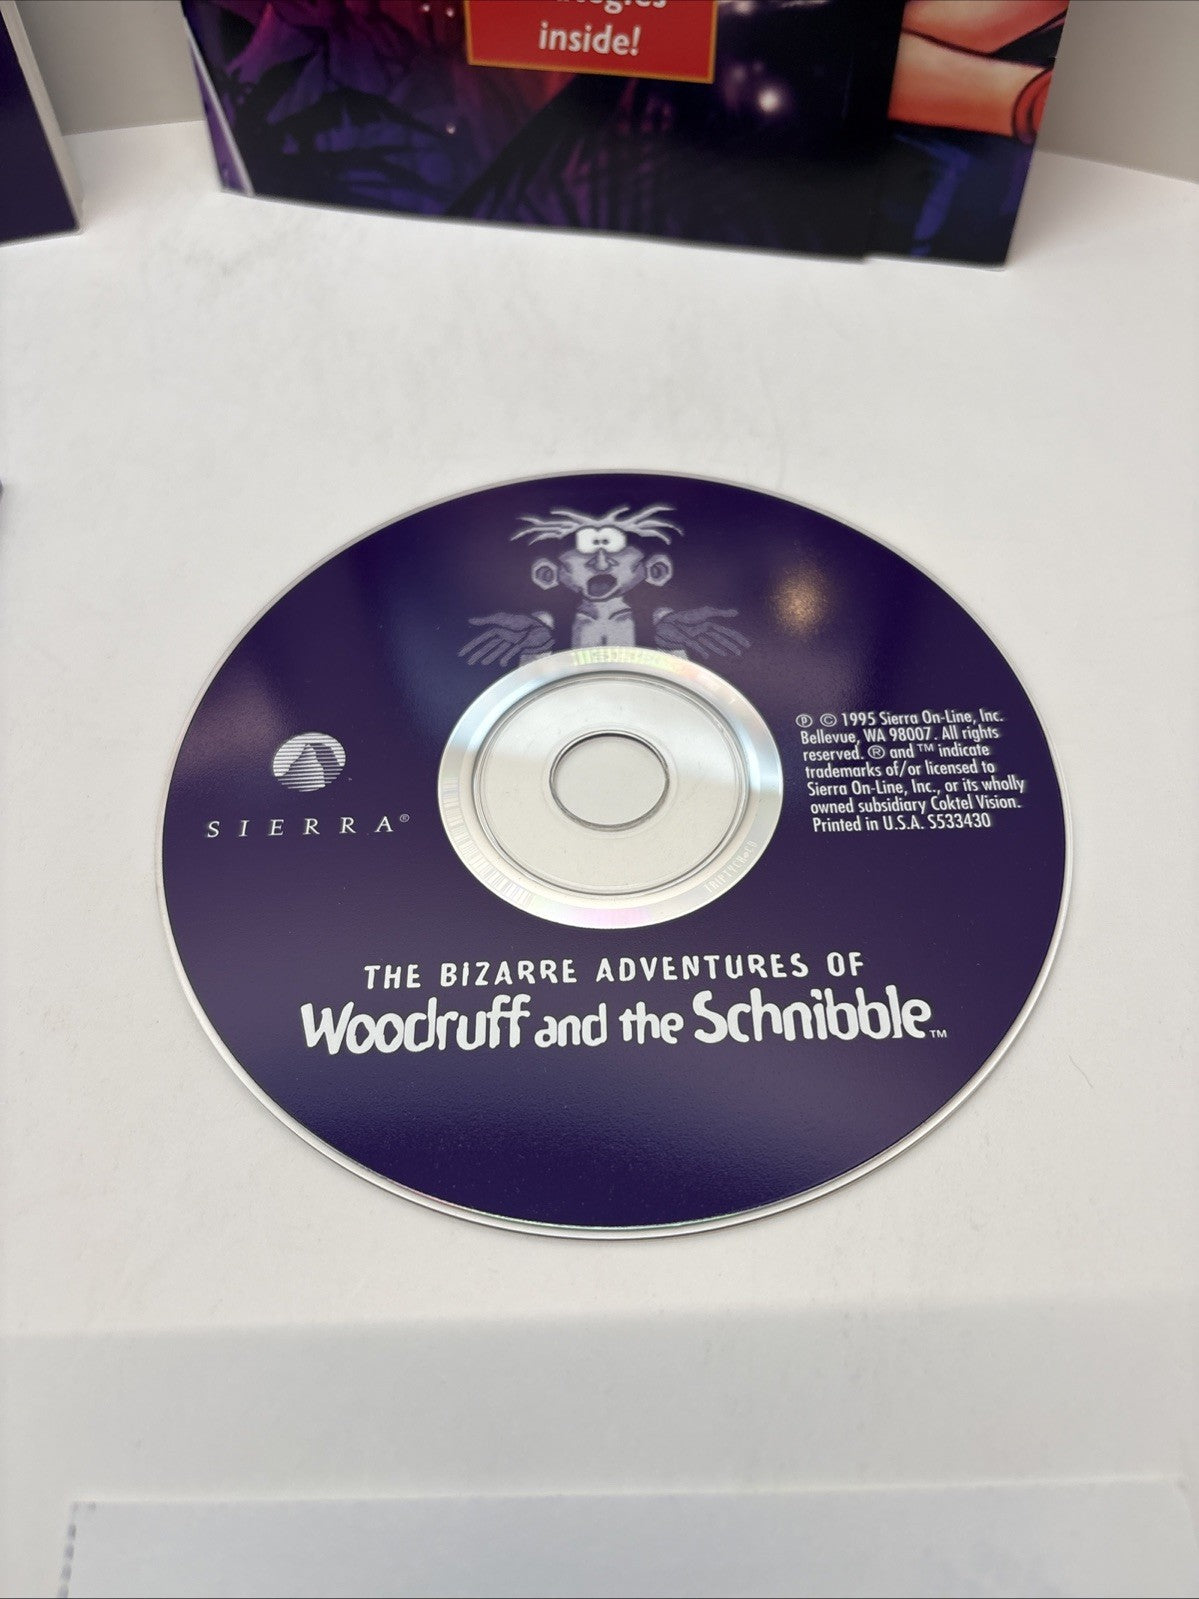 inside!
SIERRA®
℗ © 1995 Sierra On-Line, Inc.
Bellevue, WA 98007. All rights
reserved. ® and ™ indicate
trademarks of/or licensed to
Sierra On-Line, Inc., or its wholly
owned subsidiary Coktel Vision.
Printed in U.S.A. S533430
THE BIZARRE ADVENTURES OF
Woodruff and the Schnibble™